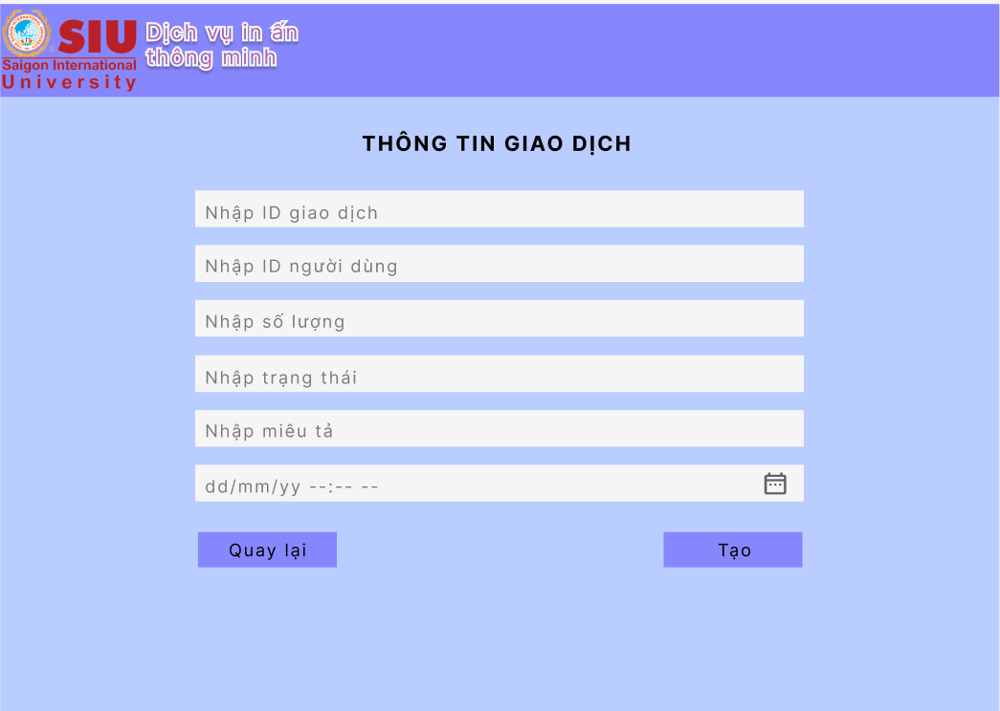 SIU
Saigon International
University
Dịch vụ in ấn
thông minh
THÔNG TIN GIAO DỊCH
Nhập ID giao dịch
Nhập ID người dùng
Nhập số lượng
Nhập trạng thái
Nhập miêu tả
dd/mm/yy --:-- --
Quay lại
Tạo